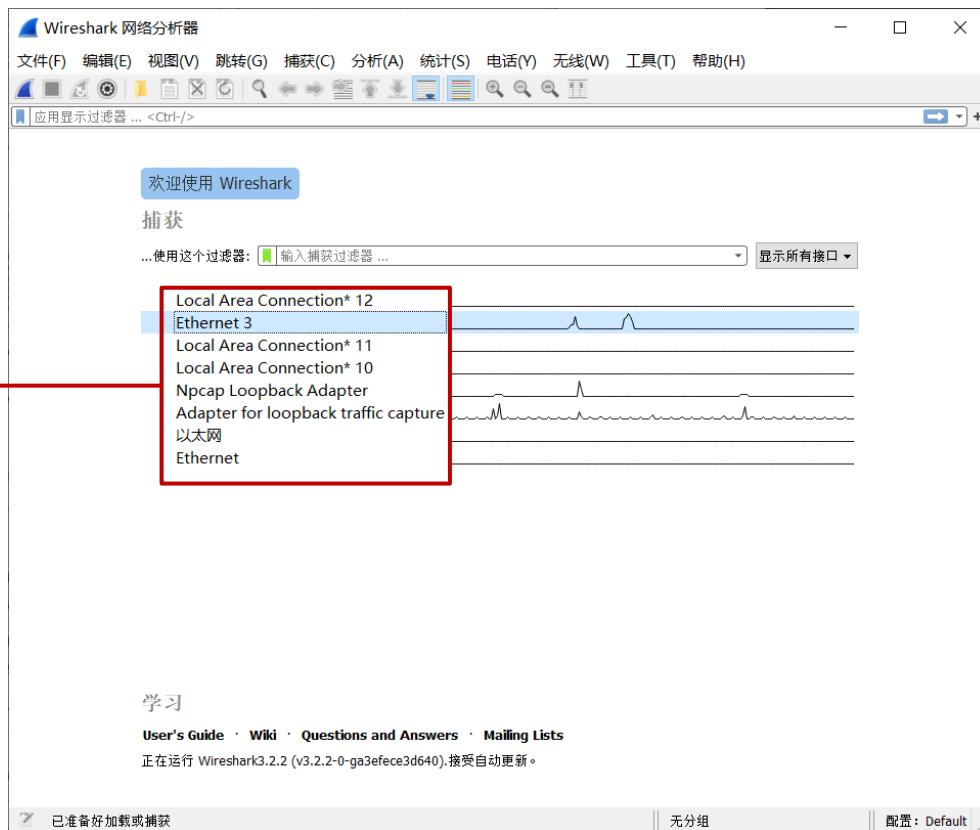 Wireshark 网络分析器
文件(F) 编辑(E) 视图(V) 跳转(G) 捕获(C) 分析(A) 统计(S) 电话(Y) 无线(W) 工具(T) 帮助(H)
应用显示过滤器 … <Ctrl-/>
欢迎使用 Wireshark
捕获
…使用这个过滤器: 输入捕获过滤器 … 显示所有接口
Local Area Connection* 12
Ethernet 3
Local Area Connection* 11
Local Area Connection* 10
Npcap Loopback Adapter
Adapter for loopback traffic capture
以太网
Ethernet
学习
User's Guide · Wiki · Questions and Answers · Mailing Lists
正在运行 Wireshark3.2.2 (v3.2.2-0-ga3efece3d640).接受自动更新。
已准备好加载或捕获 无分组 配置: Default